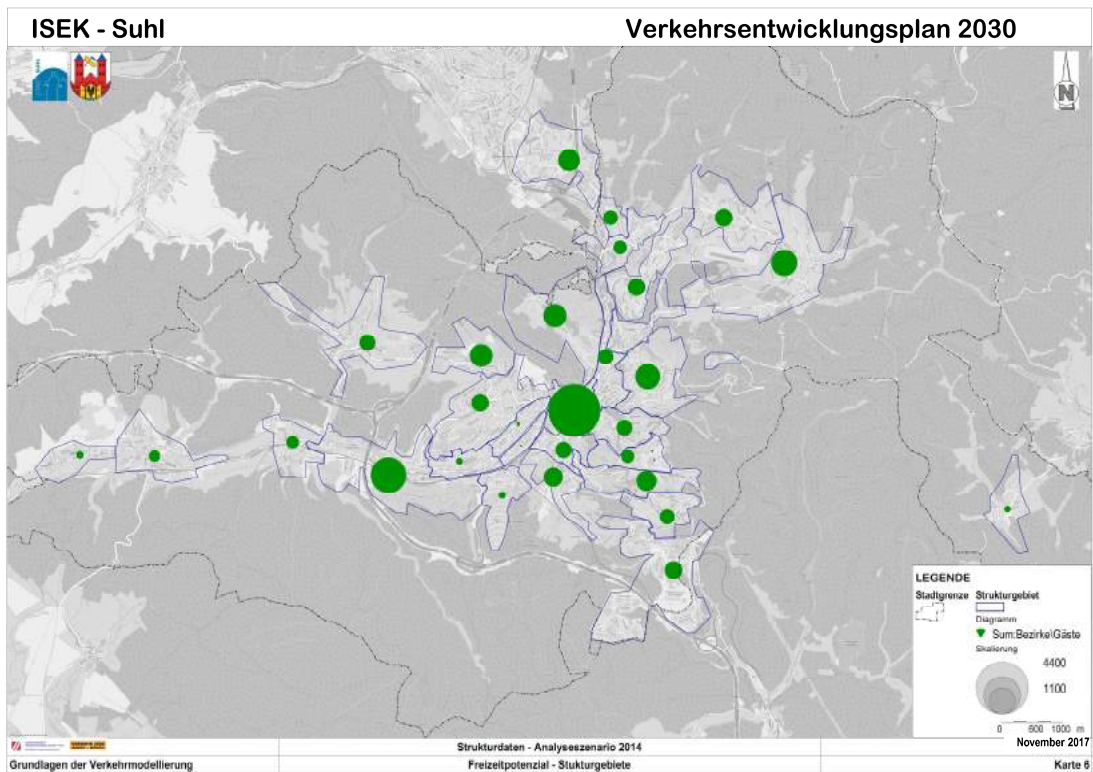 ISEK - Suhl
Verkehrsentwicklungsplan 2030
N
LEGENDE
Stadtgrenze Strukturgebiet
Diagramm
Sum:Bezirke\Gäste
Skalierung
4400
1100
0 500 1000 m
November 2017
Strukturdaten - Analyseszenario 2014
Grundlagen der Verkehrmodellierung
Freizeitpotenzial - Stukturgebiete
Karte 6